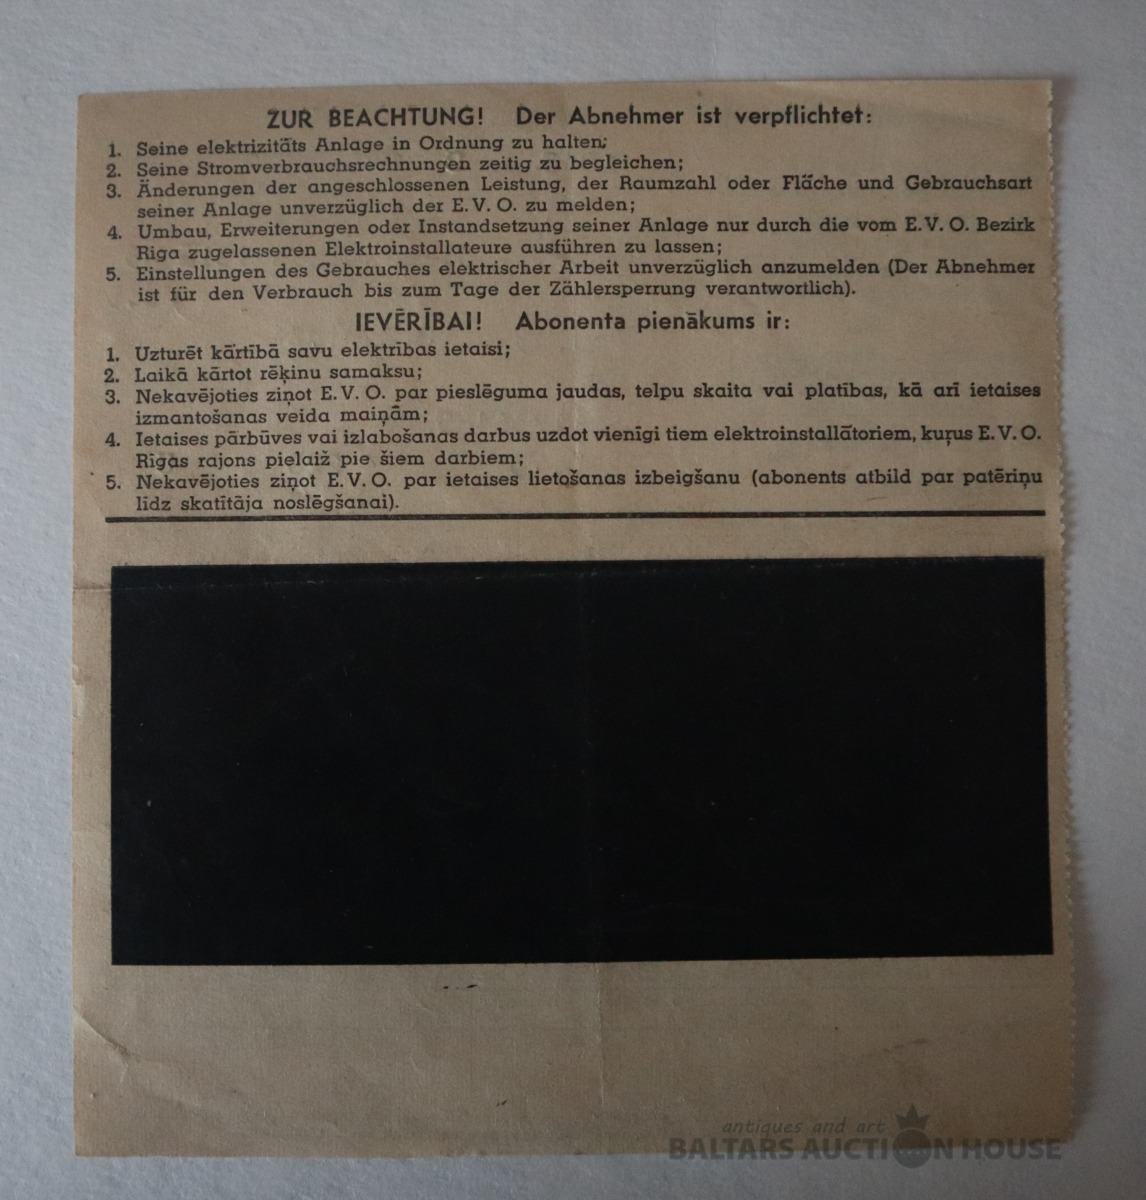 ZUR BEACHTUNG! Der Abnehmer ist verpflichtet:
1. Seine elektrizitäts Anlage in Ordnung zu halten;
2. Seine Stromverbrauchsrechnungen zeitig zu begleichen;
3. Änderungen der angeschlossenen Leistung, der Raumzahl oder Fläche und Gebrauchsart
seiner Anlage unverzüglich der E. V. O. zu melden;
4. Umbau, Erweiterungen oder Instandsetzung seiner Anlage nur durch die vom E. V. O. Bezirk
Riga zugelassenen Elektroinstallateure ausführen zu lassen;
5. Einstellungen des Gebrauches elektrischer Arbeit unverzüglich anzumelden (Der Abnehmer
ist für den Verbrauch bis zum Tage der Zählersperrung verantwortlich).
IEVĒRĪBAI! Abonenta pienākums ir:
1. Uzturēt kārtībā savu elektrības ietaisi;
2. Laikā kārtot rēķinu samaksu;
3. Nekavējoties ziņot E. V. O. par pieslēguma jaudas, telpu skaita vai platības, kā arī ietaises
izmantošanas veida maiņām;
4. Ietaises pārbūves vai izlabošanas darbus uzdot vienīgi tiem elektroinstallātoriem, kuŗus E. V. O.
Rīgas rajons pielaiž pie šiem darbiem;
5. Nekavējoties ziņot E. V. O. par ietaises lietošanas izbeigšanu (abonents atbild par patēriņu
līdz skatītāja noslēgšanai).
antiques and art
BALTARS AUCTION HOUSE